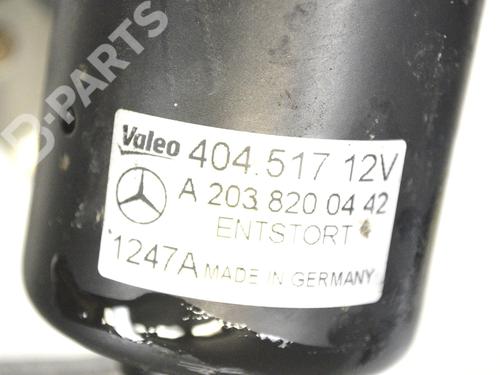 B-PARTS
Valeo 404.517 12V
A 203 820 04 42
ENTSTORT
1247A MADE IN GERMANY